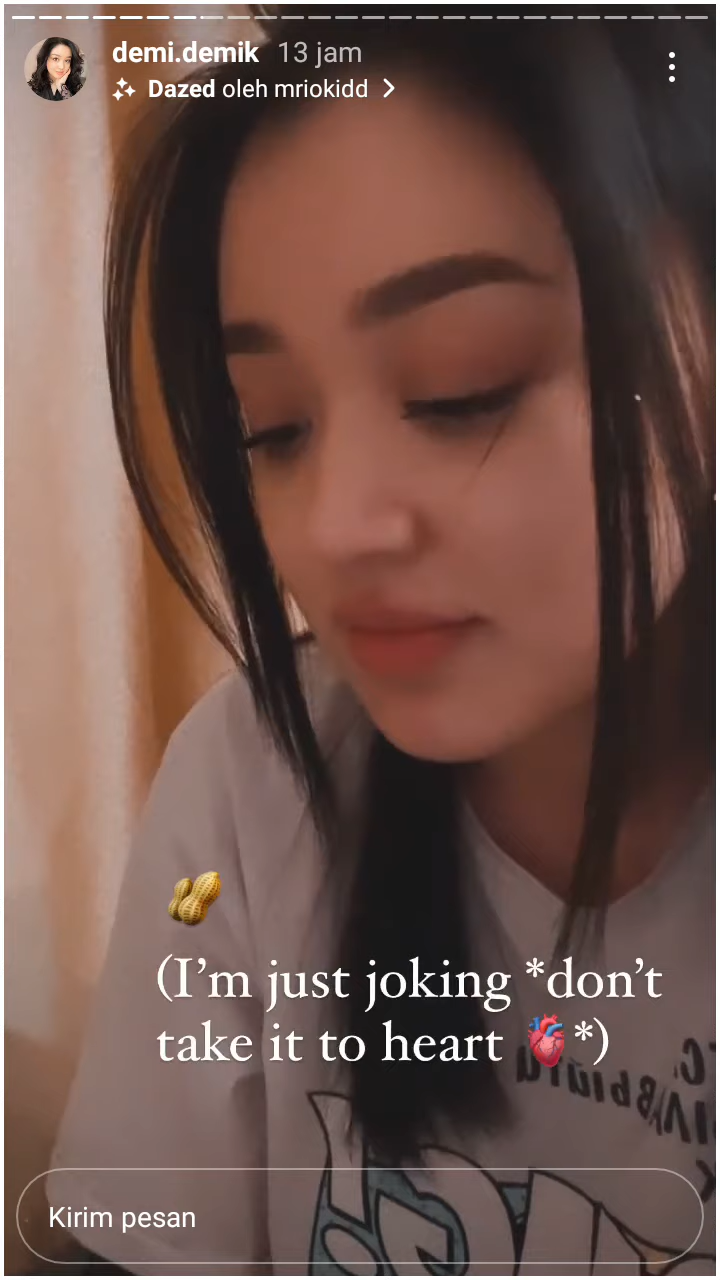 demi.demik 13 jam
Dazed oleh mriokidd
(I'm just joking *don't
take it to heart 🫀*)
Kirim pesan